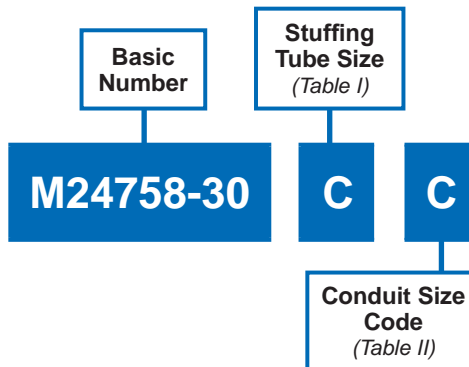 Basic
Number
Stuffing
Tube Size
(Table I)
M24758-30
C
C
Conduit Size
Code
(Table II)